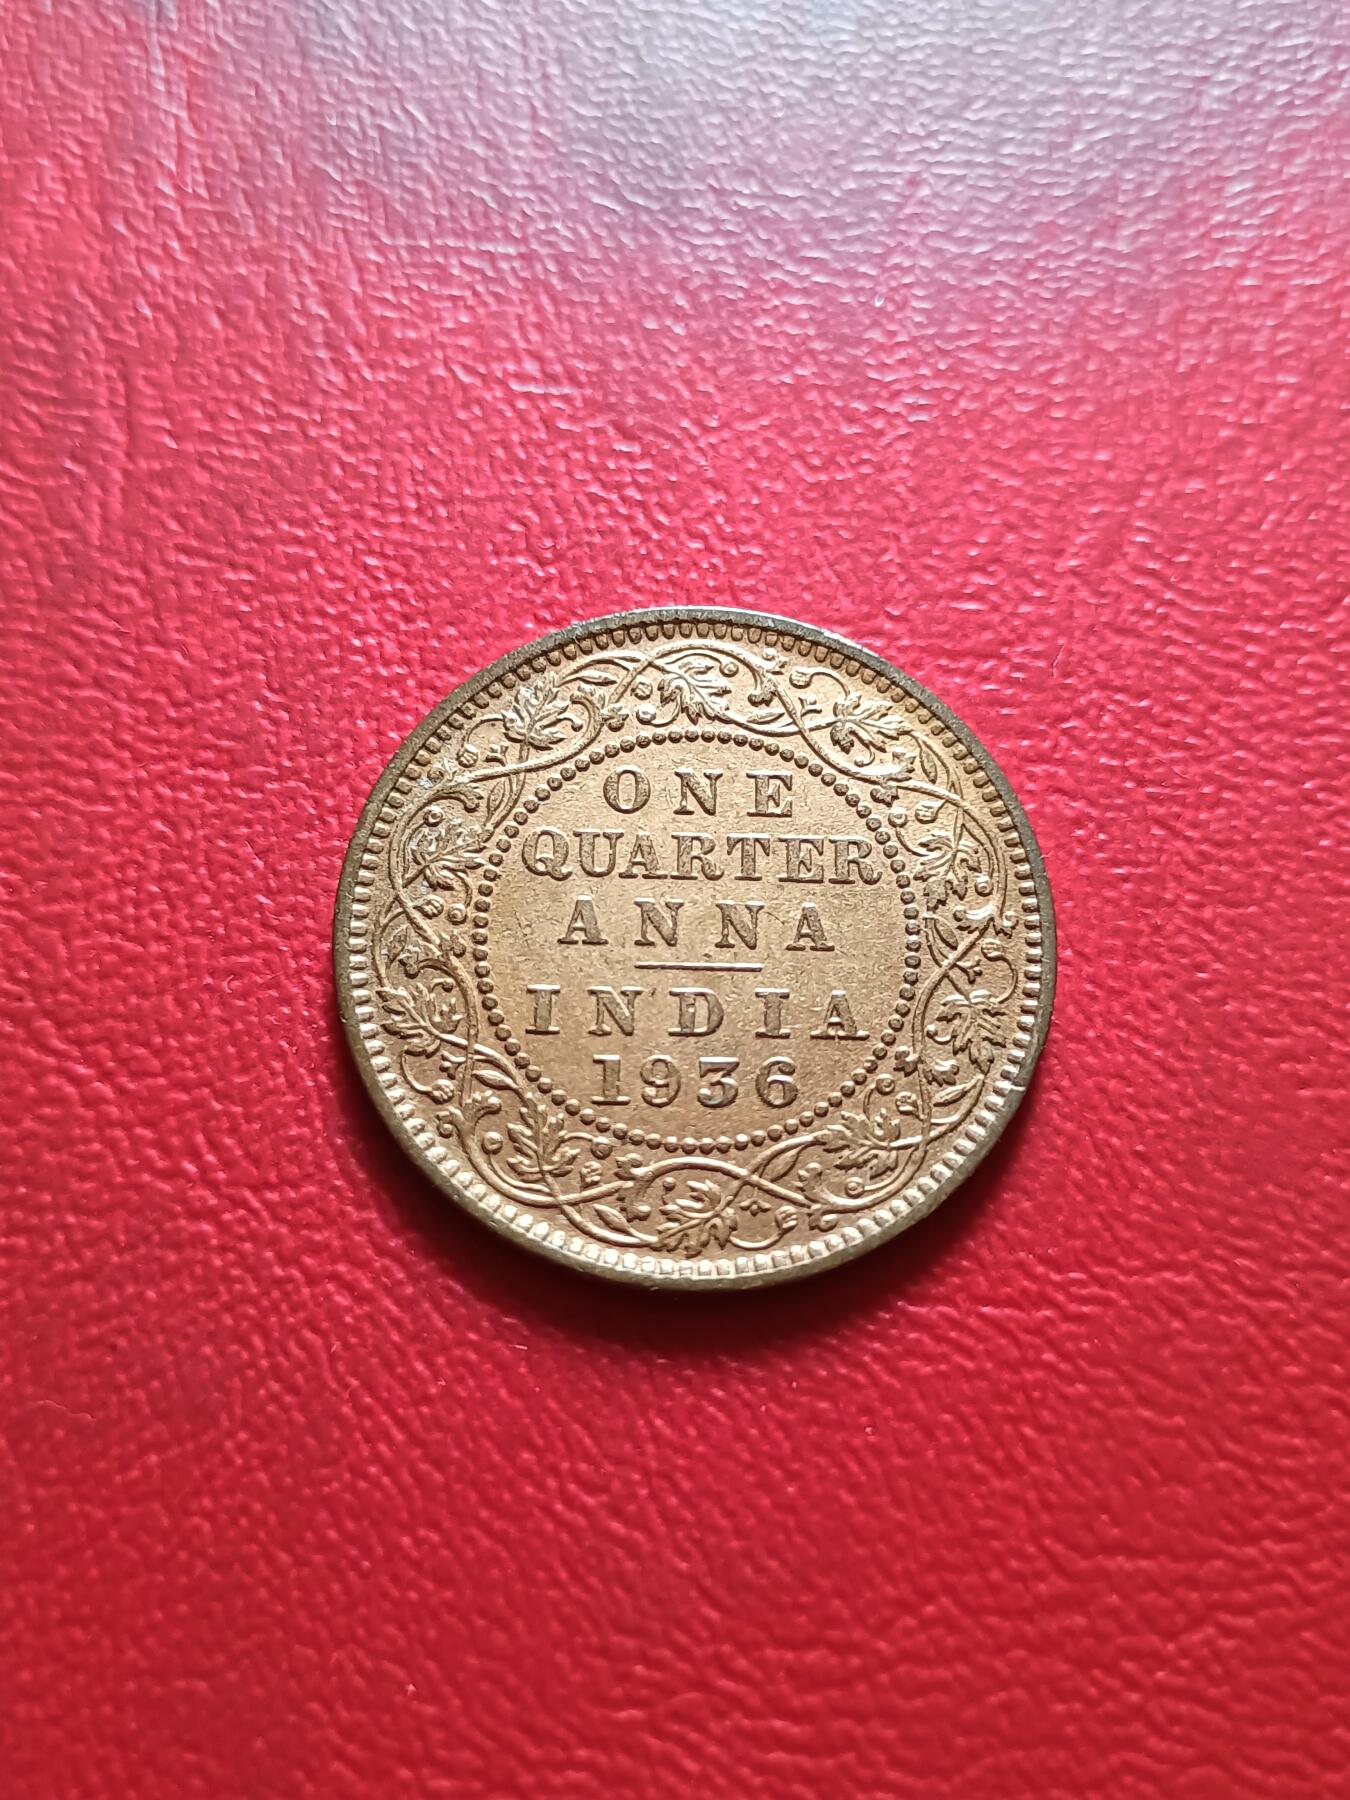 ONE
QUARTER
ANNA
INDIA
1936